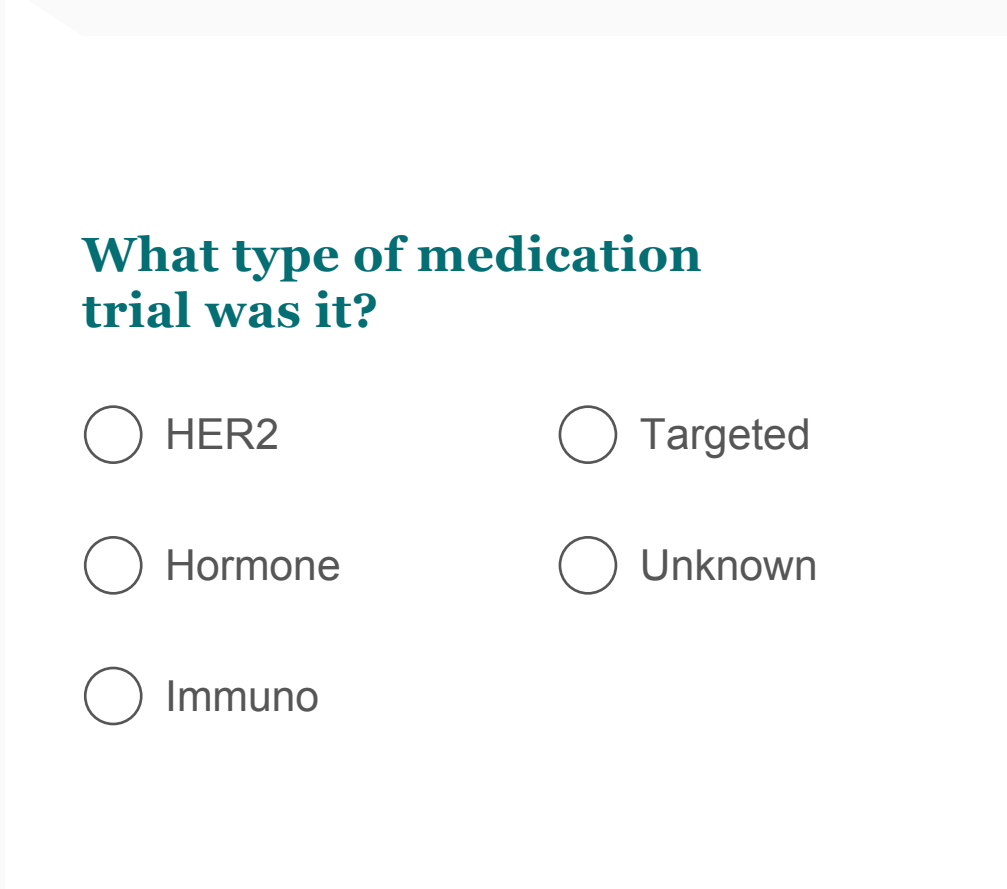 What type of medication
trial was it?
HER2
Targeted
Hormone
Unknown
Immuno